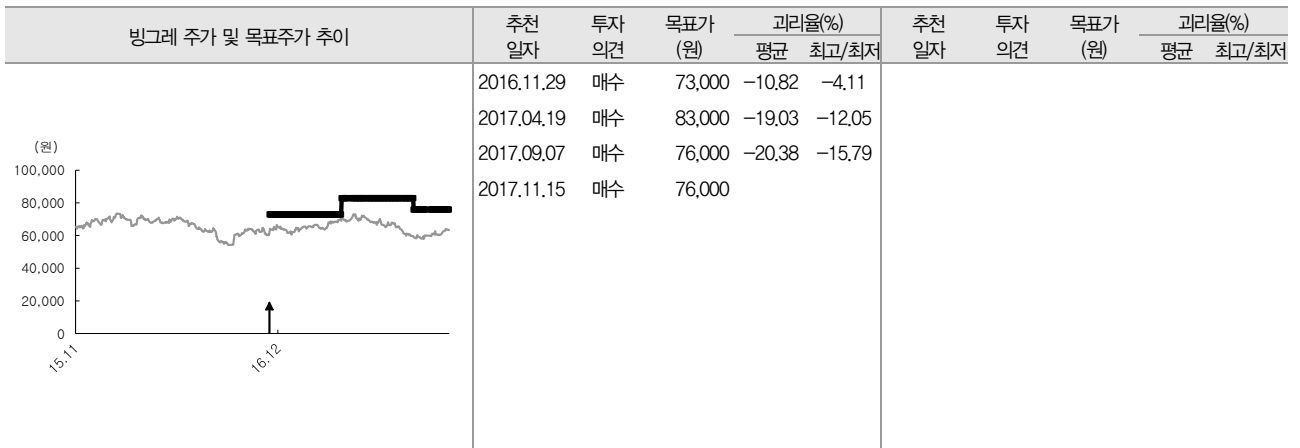 빙그레 주가 및 목표주가 추이
추천 투자 목표가 괴리율(%) 추천 투자 목표가 괴리율(%)
일자 의견 (원) 평균 최고/최저 일자 의견 (원) 평균 최고/최저
2016.11.29 매수 73,000 -10.82 -4.11
2017.04.19 매수 83,000 -19.03 -12.05
2017.09.07 매수 76,000 -20.38 -15.79
2017.11.15 매수 76,000
(원)
100,000
80,000
60,000
40,000
20,000
0
15.11 16.12